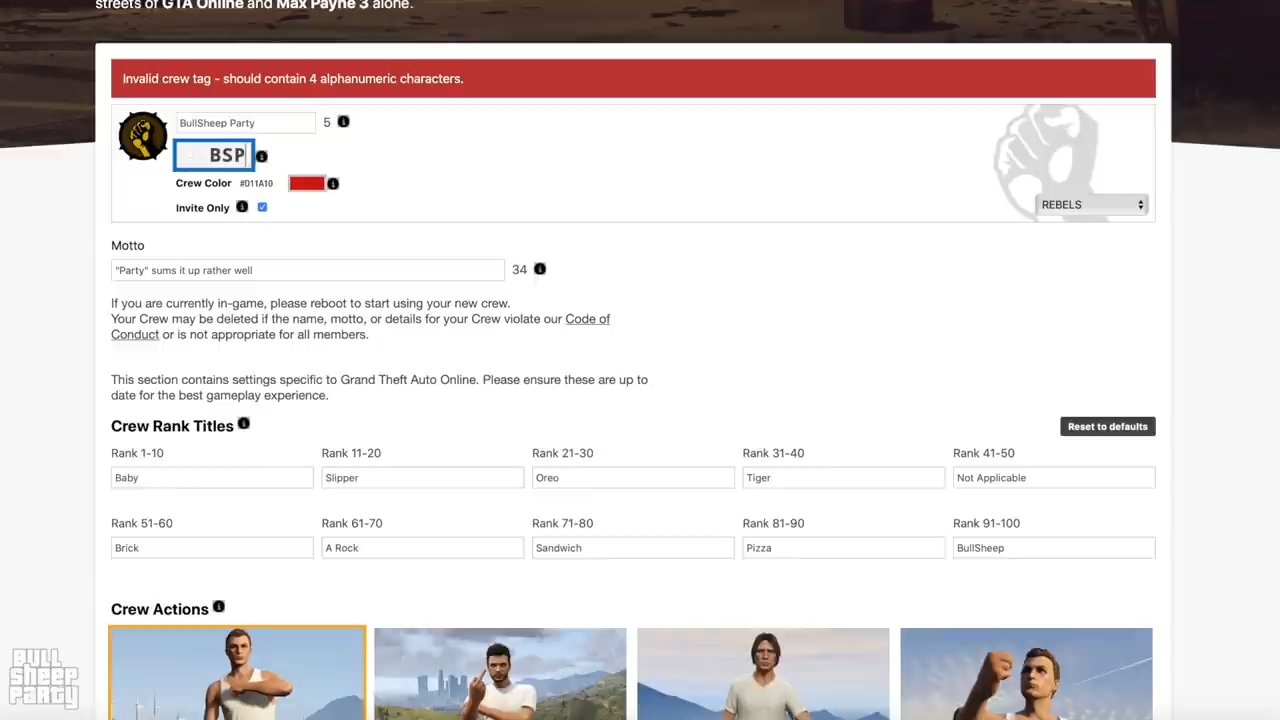 streets of GTA Online and Max Payne 3 alone.
Invalid crew tag - should contain 4 alphanumeric characters.
BullSheep Party 5
BSP
Crew Color #D11A10
Invite Only
REBELS
Motto
"Party" sums it up rather well 34
If you are currently in-game, please reboot to start using your new crew.
Your Crew may be deleted if the name, motto, or details for your Crew violate our Code of
Conduct or is not appropriate for all members.
This section contains settings specific to Grand Theft Auto Online. Please ensure these are up to
date for the best gameplay experience.
Crew Rank Titles
Reset to defaults
Rank 1-10 Rank 11-20 Rank 21-30 Rank 31-40 Rank 41-50
Baby Slipper Oreo Tiger Not Applicable
Rank 51-60 Rank 61-70 Rank 71-80 Rank 81-90 Rank 91-100
Brick A Rock Sandwich Pizza BullSheep
Crew Actions
BULL
SHEEP
PARTY